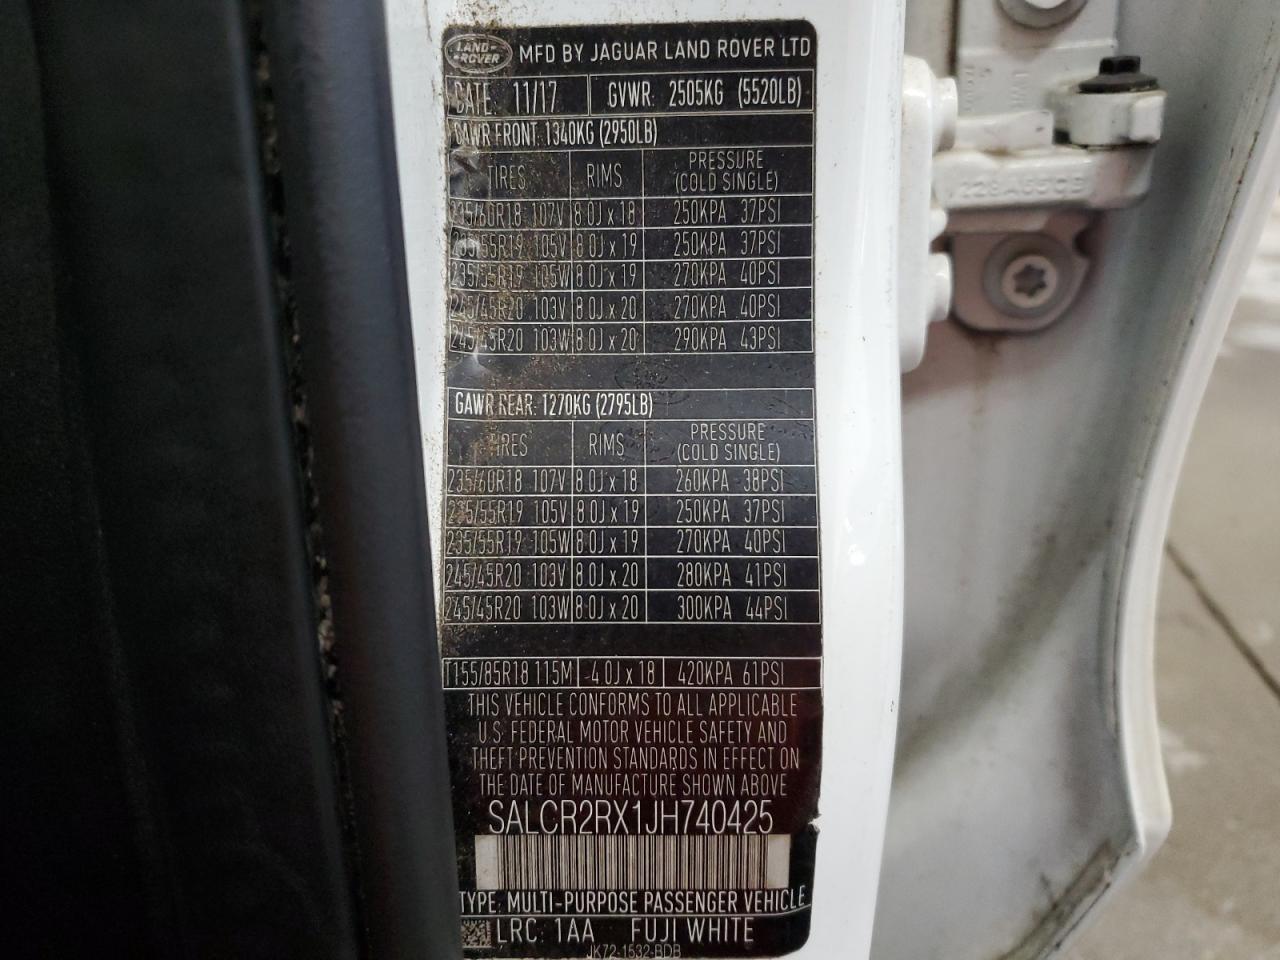 LAND-
-ROVER
MFD BY JAGUAR LAND ROVER LTD
DATE: 11/17 GVWR: 2505KG (5520LB)
GAWR FRONT: 1340KG (2950LB)
TIRES RIMS PRESSURE
(COLD SINGLE)
235/60R18 107V 8.0J x 18 250KPA 37PSI
235/55R19 105V 8.0J x 19 250KPA 37PSI
235/55R19 105W 8.0J x 19 270KPA 40PSI
245/45R20 103V 8.0J x 20 270KPA 40PSI
245/45R20 103W 8.0J x 20 290KPA 43PSI
GAWR REAR: 1270KG (2795LB)
TIRES RIMS PRESSURE
(COLD SINGLE)
235/60R18 107V 8.0J x 18 260KPA 38PSI
235/55R19 105V 8.0J x 19 250KPA 37PSI
235/55R19 105W 8.0J x 19 270KPA 40PSI
245/45R20 103V 8.0J x 20 280KPA 41PSI
245/45R20 103W 8.0J x 20 300KPA 44PSI
T155/85R18 115M -4.0J x 18 420KPA 61PSI
THIS VEHICLE CONFORMS TO ALL APPLICABLE
U.S. FEDERAL MOTOR VEHICLE SAFETY AND
THEFT PREVENTION STANDARDS IN EFFECT ON
THE DATE OF MANUFACTURE SHOWN ABOVE
SALCR2RX1JH740425
TYPE: MULTI-PURPOSE PASSENGER VEHICLE
LRC: 1AA FUJI WHITE
JK72-1532-BDB